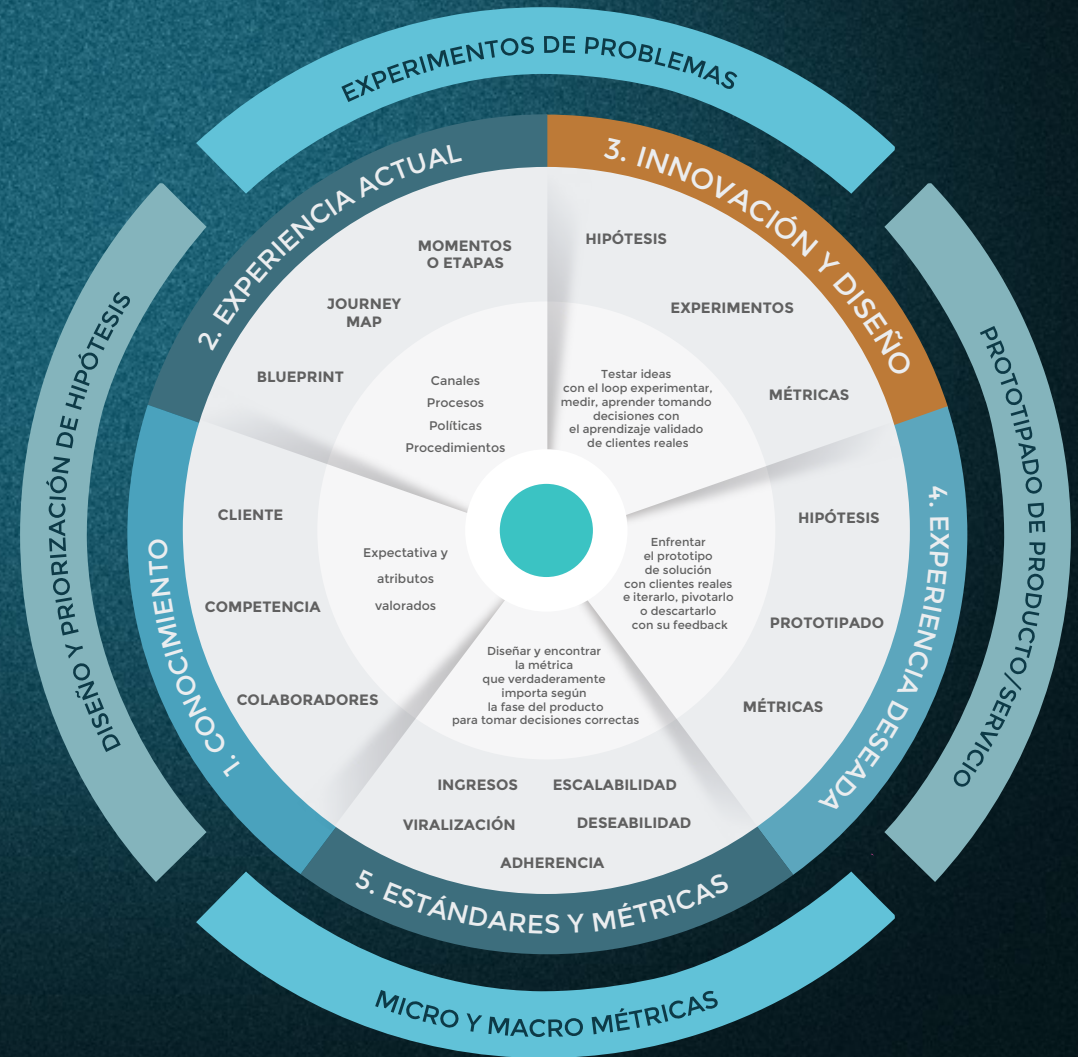 EXPERIMENTOS DE PROBLEMAS
DISEÑO Y PRIORIZACIÓN DE HIPÓTESIS
PROTOTIPADO DE PRODUCTO/SERVICIO
MICRO Y MACRO MÉTRICAS
1. CONOCIMIENTO
CLIENTE
COMPETENCIA
COLABORADORES
Expectativa y
atributos
valorados
2. EXPERIENCIA ACTUAL
MOMENTOS
O ETAPAS
JOURNEY
MAP
BLUEPRINT
Canales
Procesos
Políticas
Procedimientos
3. INNOVACIÓN Y DISEÑO
HIPÓTESIS
EXPERIMENTOS
MÉTRICAS
Testar ideas
con el loop experimentar,
medir, aprender tomando
decisiones con
el aprendizaje validado
de clientes reales
4. EXPERIENCIA DESEADA
HIPÓTESIS
PROTOTIPADO
MÉTRICAS
Enfrentar
el prototipo
de solución
con clientes reales
e iterarlo, pivotarlo
o descartarlo
con su feedback
5. ESTÁNDARES Y MÉTRICAS
Diseñar y encontrar
la métrica
que verdaderamente
importa según
la fase del producto
para tomar decisiones correctas
INGRESOS ESCALABILIDAD
VIRALIZACIÓN DESEABILIDAD
ADHERENCIA